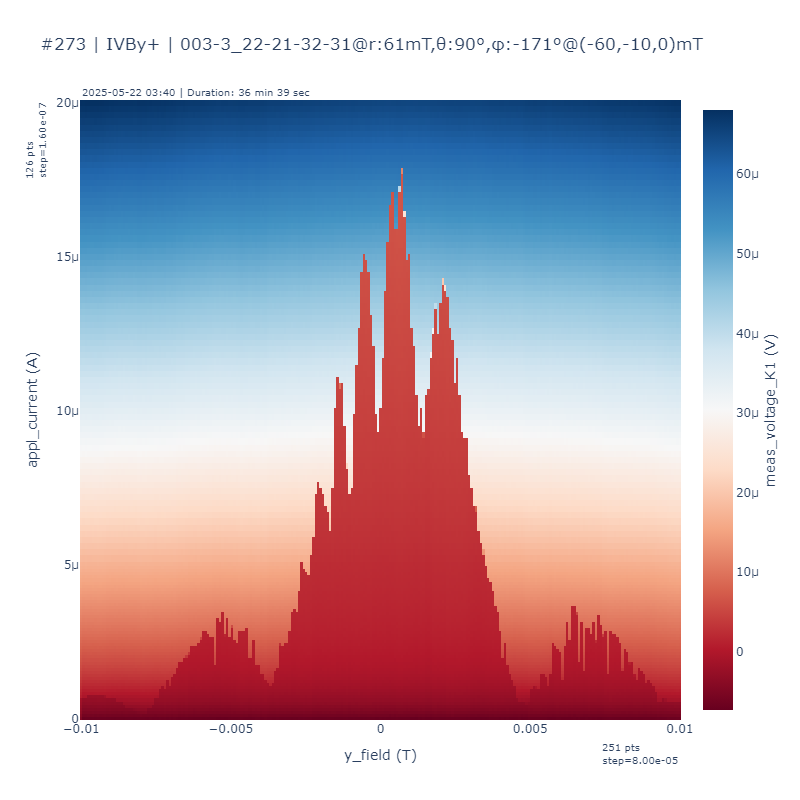 #273 | IVBy+ | 003-3_22-21-32-31@r:61mT,θ:90°,φ:-171°@(-60,-10,0)mT
2025-05-22 03:40 | Duration: 36 min 39 sec
126 pts
step=1.60e-07
20μ
15μ
10μ
5μ
0
appl_current (A)
−0.01
−0.005
0
0.005
0.01
y_field (T)
251 pts
step=8.00e-05
60μ
50μ
40μ
30μ
20μ
10μ
0
meas_voltage_K1 (V)